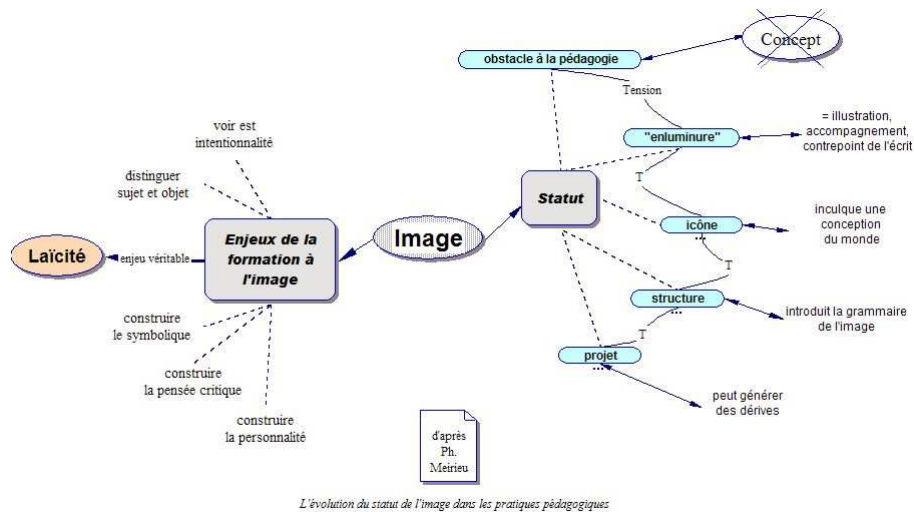 Concept
obstacle à la pédagogie
Tension
"enluminure"
= illustration,
accompagnement,
contrepoint de l'écrit
T
Statut
icône
...
inculque une
conception
du monde
T
structure
...
introduit la grammaire
de l'image
T
projet
...
peut générer
des dérives
Image
voir est
intentionnalité
distinguer
sujet et objet
Enjeux de la
formation à
l'image
enjeu véritable
Laïcité
construire
le symbolique
construire
la pensée critique
construire
la personnalité
d'après
Ph.
Meirieu
L'évolution du statut de l'image dans les pratiques pèdagogiques